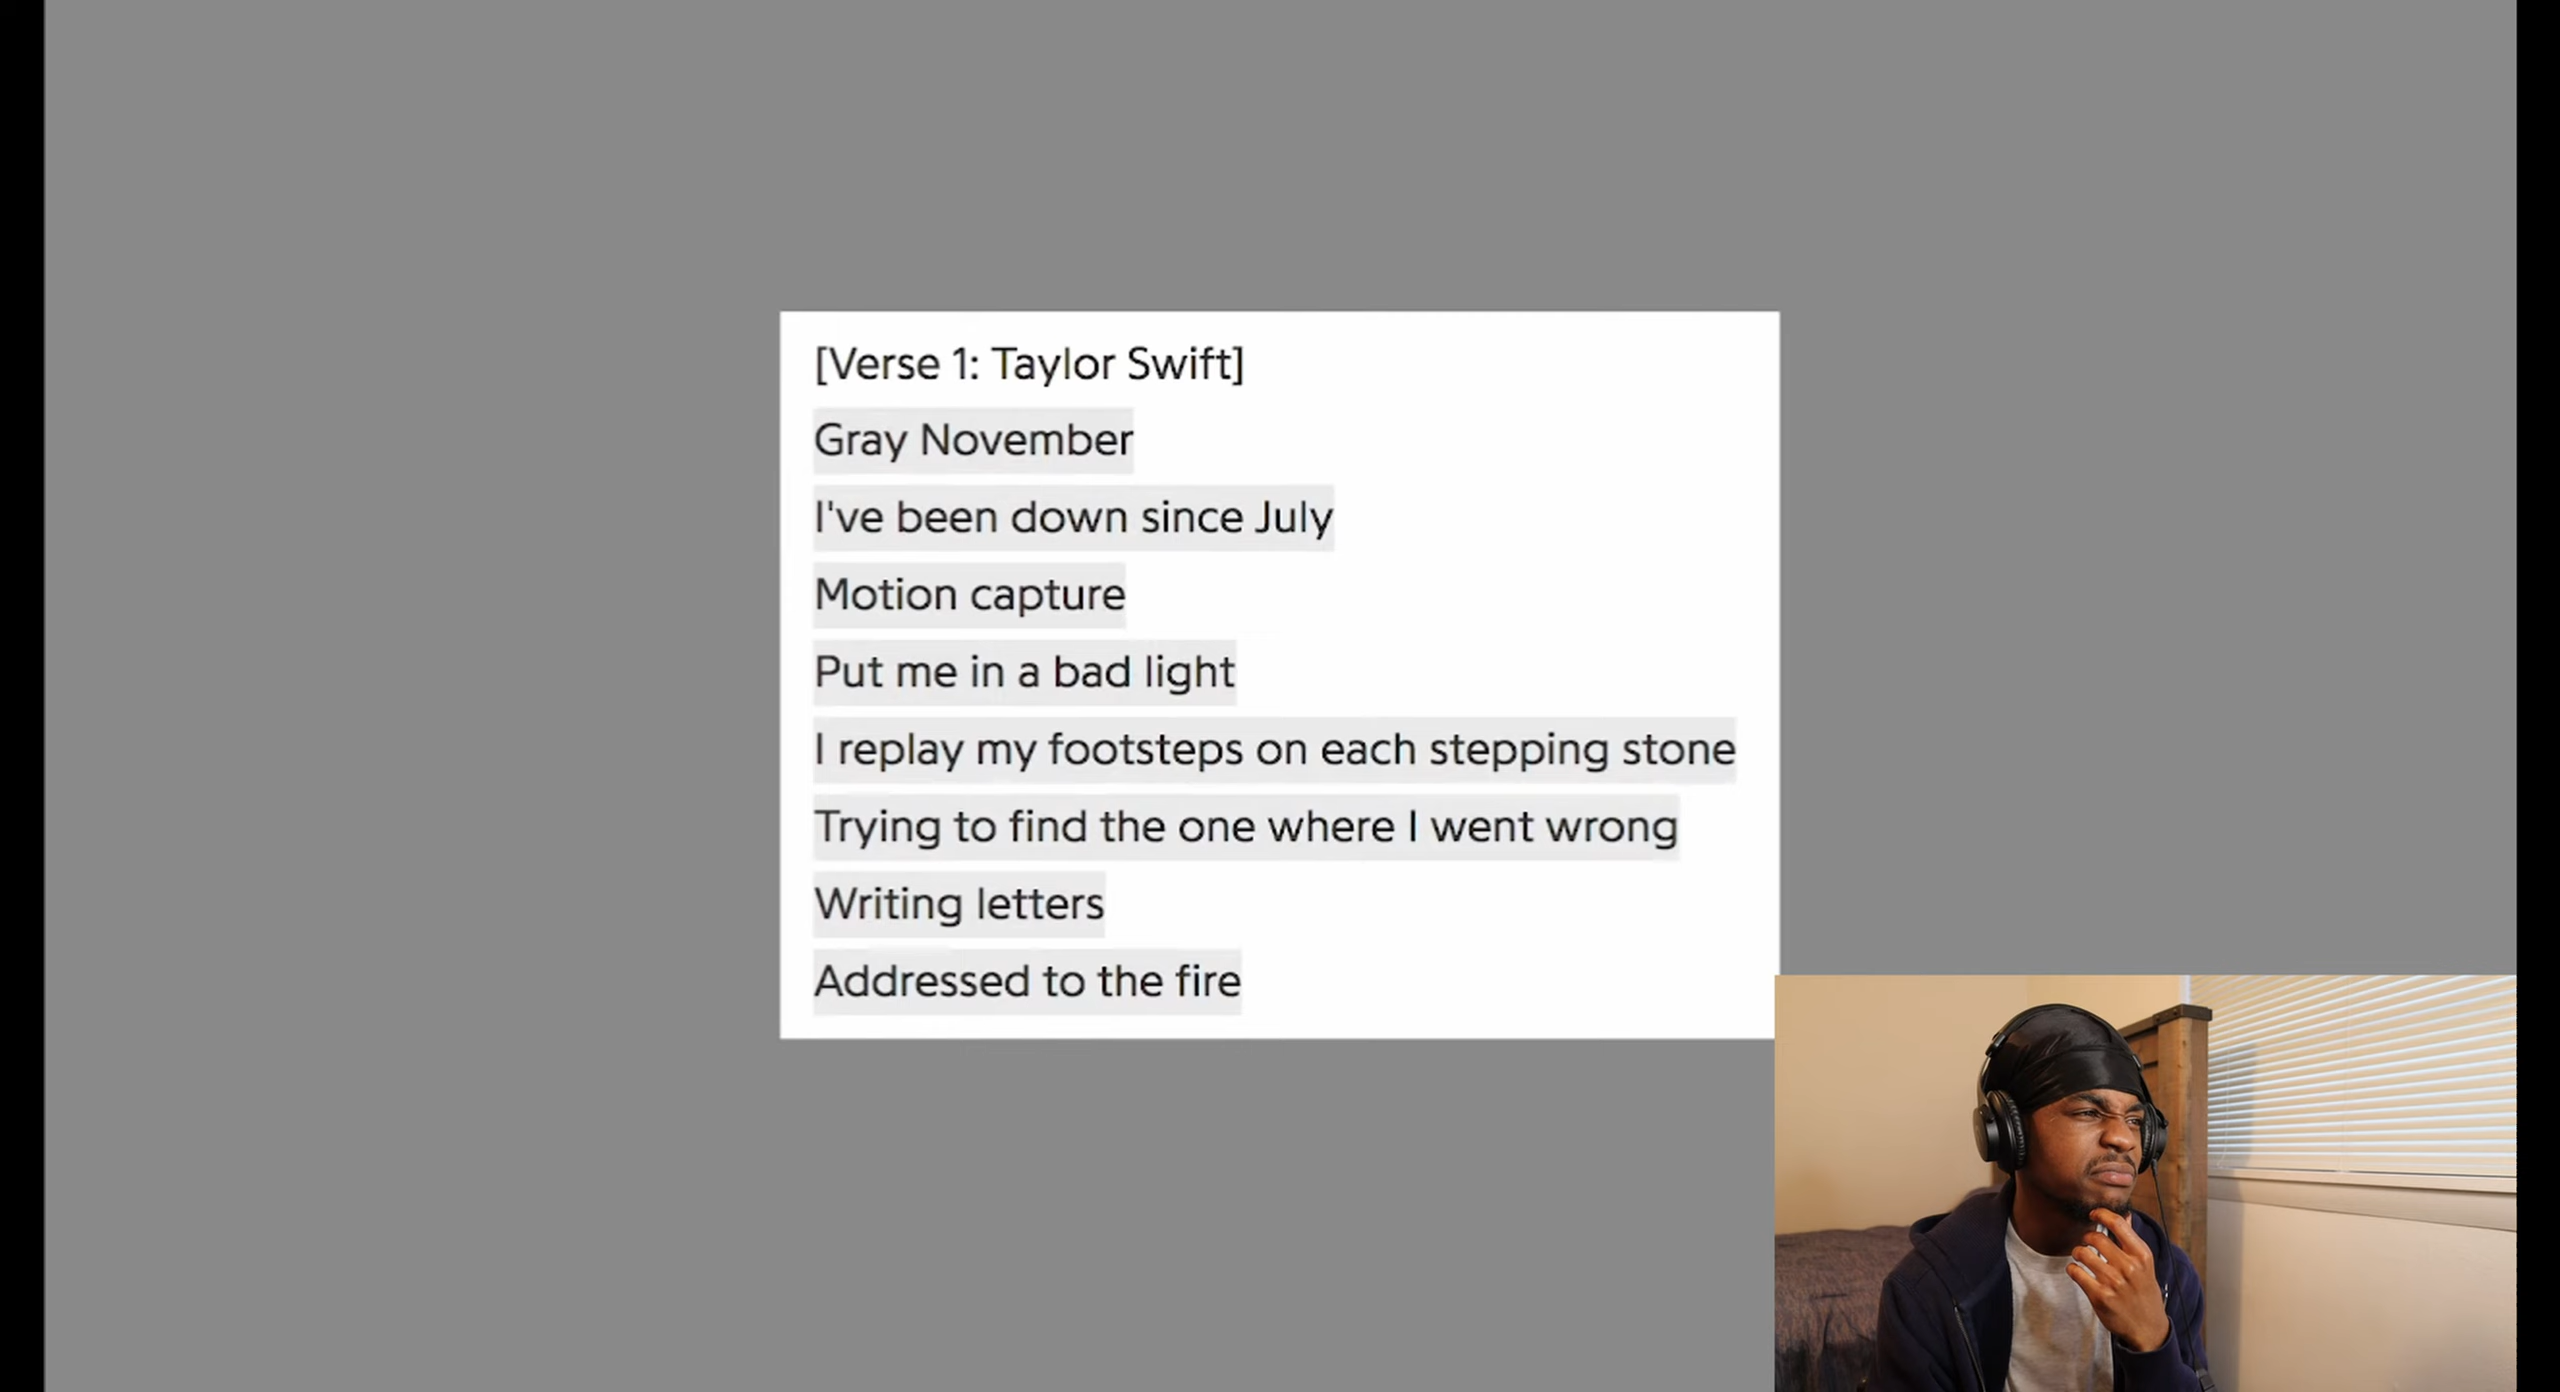 [Verse 1: Taylor Swift]
Gray November
I've been down since July
Motion capture
Put me in a bad light
I replay my footsteps on each stepping stone
Trying to find the one where I went wrong
Writing letters
Addressed to the fire